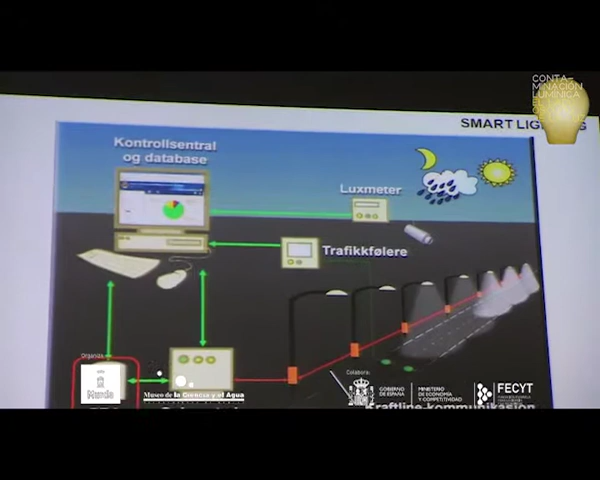 CONTA-
MINACIÓN
LUMÍNICA
SMART LIG
Kontrollsentral
og database
Luxmeter
Trafikkfølere
Organiza:
Murcia
Museo de la Ciencia y el Agua
Colabora:
GOBIERNO
DE ESPAÑA
MINISTERIO
DE ECONOMÍA
Y COMPETITIVIDAD
FECYT
Kraftline kommunikasjon